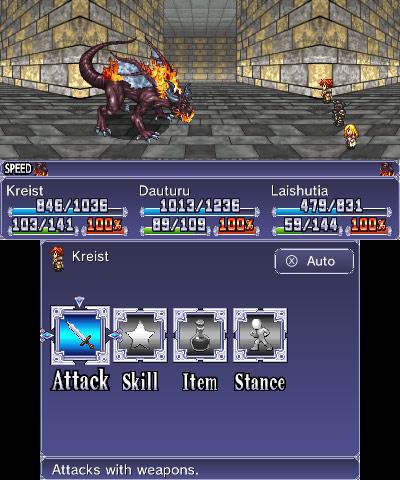 SPEED
Kreist Dauturu Laishutia
846/1036 1013/1236 479/831
103/141 100% 89/109 100% 59/144 100%
Kreist
X Auto
Attack Skill Item Stance
Attacks with weapons.